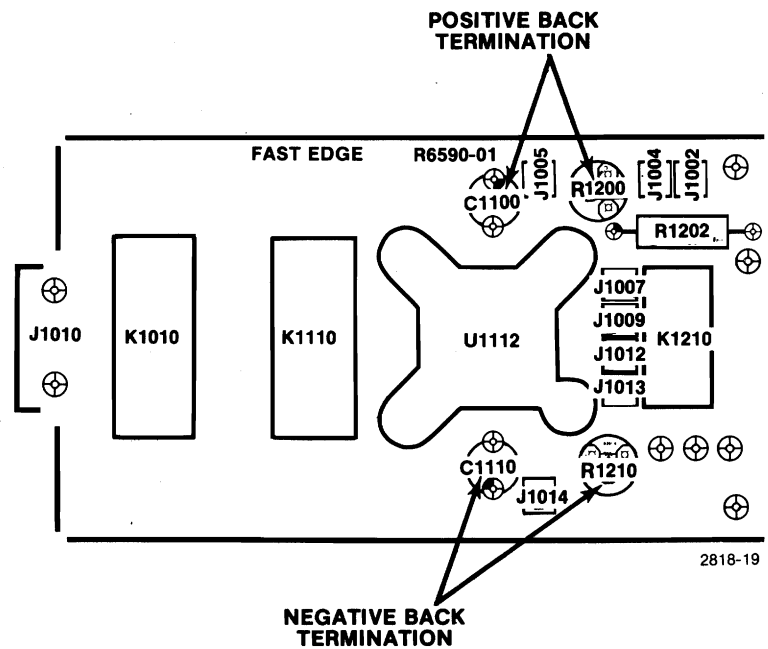 POSITIVE BACK
TERMINATION
FAST EDGE
R6590-01
J1005
J1004
J1002
C1100
R1200
R1202
J1007
J1010
K1010
K1110
U1112
J1009
K1210
J1012
J1013
C1110
R1210
J1014
2818-19
NEGATIVE BACK
TERMINATION